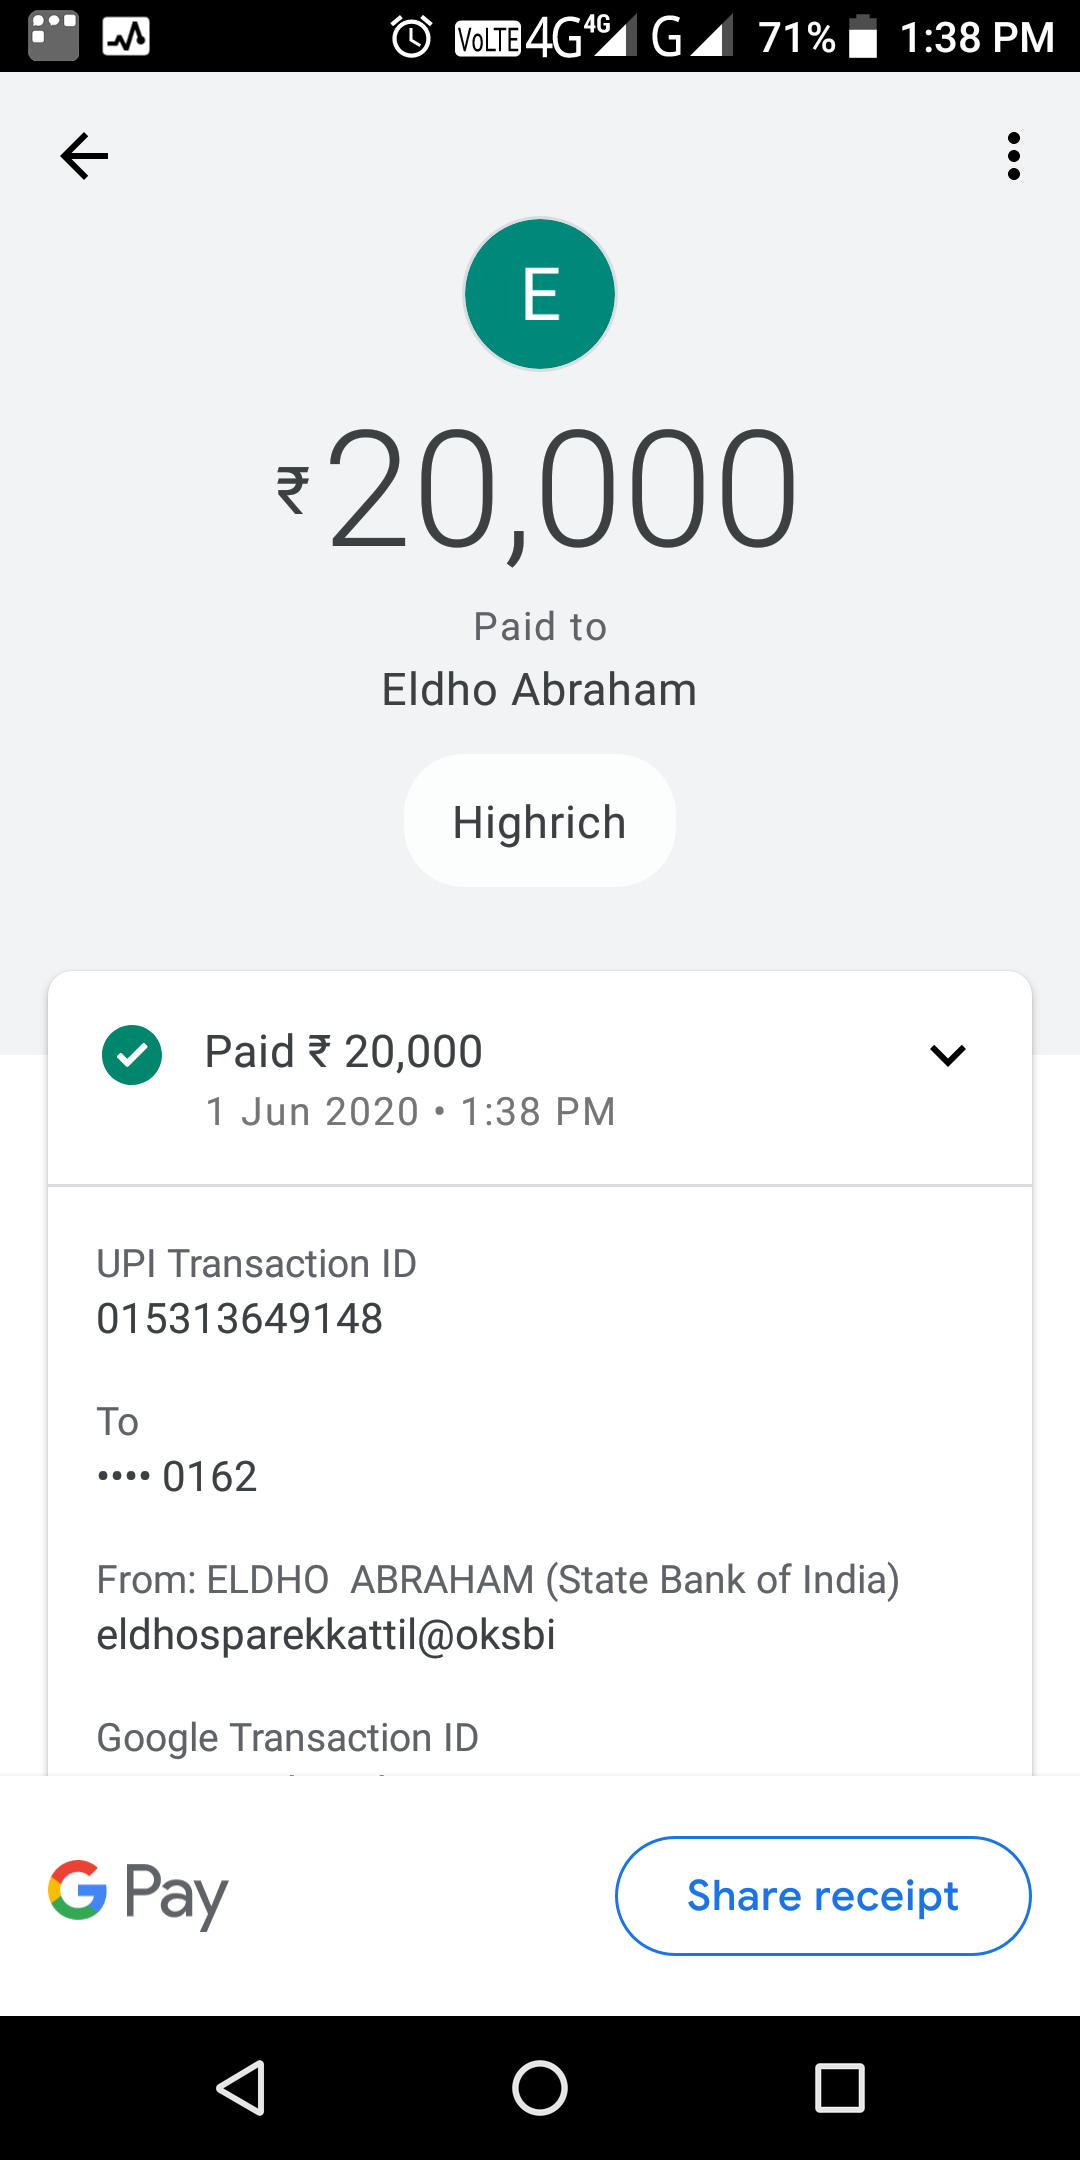 VoLTE 4G 4G G 71% 1:38 PM
E
₹20,000
Paid to
Eldho Abraham
Highrich
Paid ₹ 20,000
1 Jun 2020 • 1:38 PM
UPI Transaction ID
015313649148
To
•••• 0162
From: ELDHO  ABRAHAM (State Bank of India)
eldhosparekkattil@oksbi
Google Transaction ID
G Pay
Share receipt